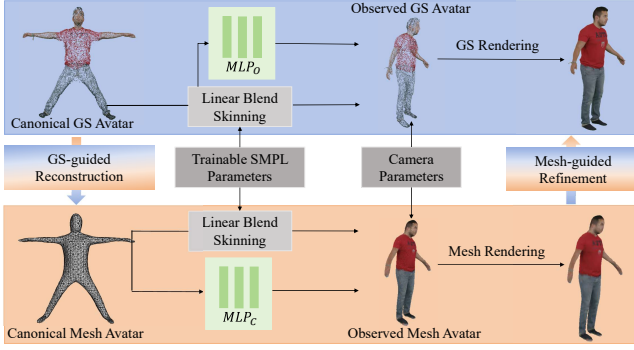 Observed GS Avatar
GS Rendering
MLP_O
Linear Blend
Skinning
Canonical GS Avatar
GS-guided
Reconstruction
Trainable SMPL
Parameters
Camera
Parameters
Mesh-guided
Refinement
Linear Blend
Skinning
Mesh Rendering
MLP_C
Canonical Mesh Avatar
Observed Mesh Avatar